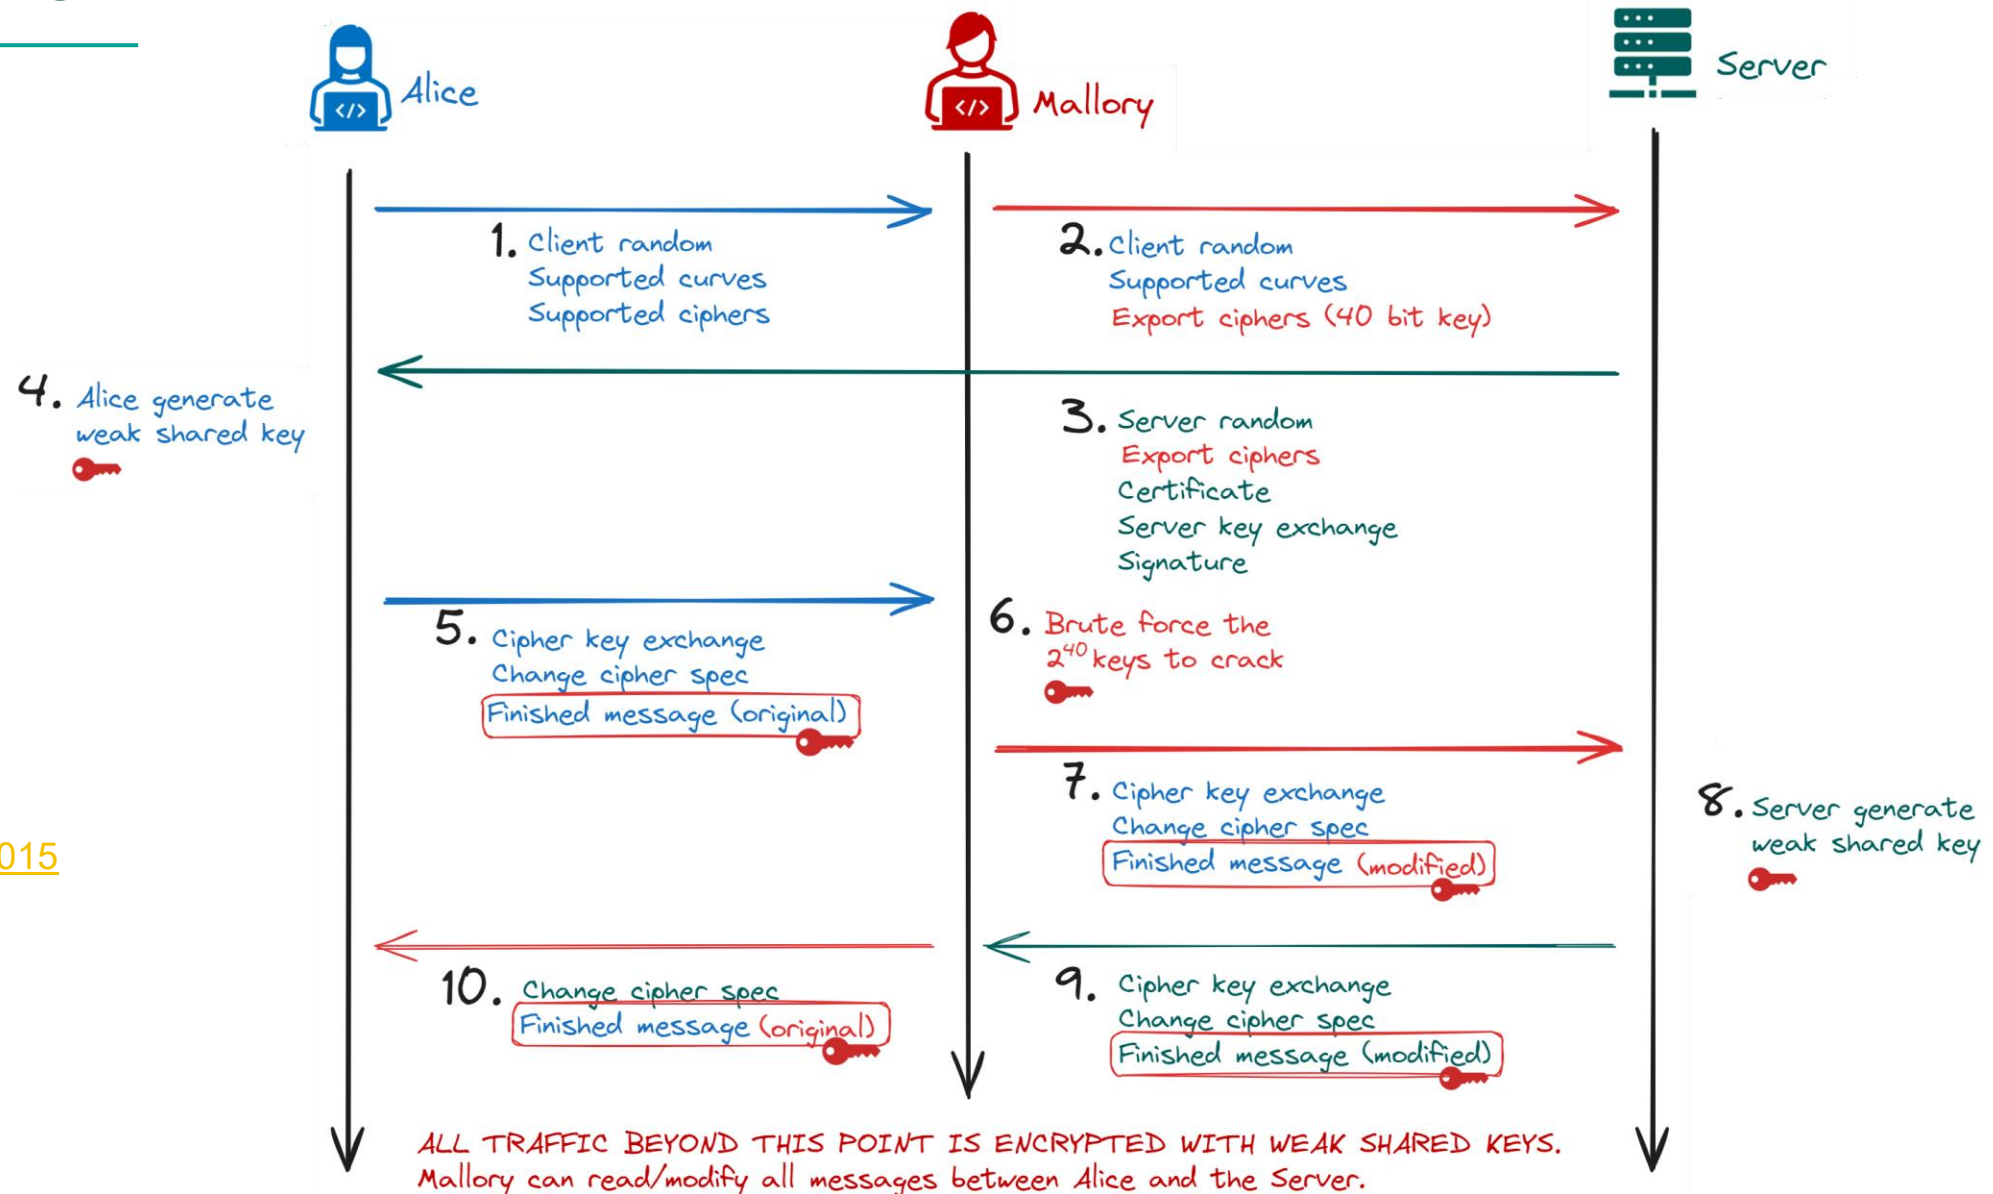 Alice
Mallory
Server
</>
</>
1. Client random
Supported curves
Supported ciphers
2. Client random
Supported curves
Export ciphers (40 bit key)
3. Server random
Export ciphers
Certificate
Server key exchange
Signature
4. Alice generate
weak shared key
5. Cipher key exchange
Change cipher spec
Finished message (original)
6. Brute force the
2⁴⁰ keys to crack
7. Cipher key exchange
Change cipher spec
Finished message (modified)
8. Server generate
weak shared key
015
9. Cipher key exchange
Change cipher spec
Finished message (modified)
10. Change cipher spec
Finished message (original)
ALL TRAFFIC BEYOND THIS POINT IS ENCRYPTED WITH WEAK SHARED KEYS.
Mallory can read/modify all messages between Alice and the Server.